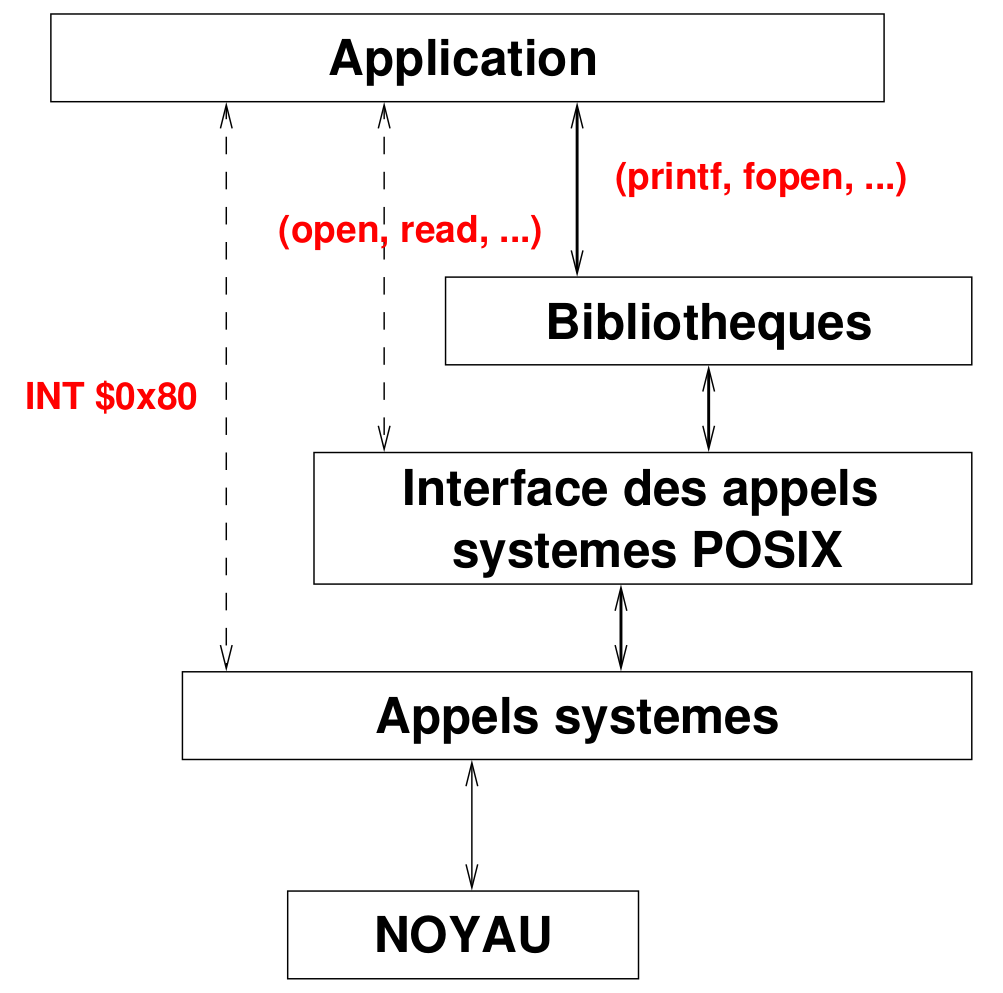 Application
(printf, fopen, ...)
(open, read, ...)
Bibliotheques
INT $0x80
Interface des appels
systemes POSIX
Appels systemes
NOYAU